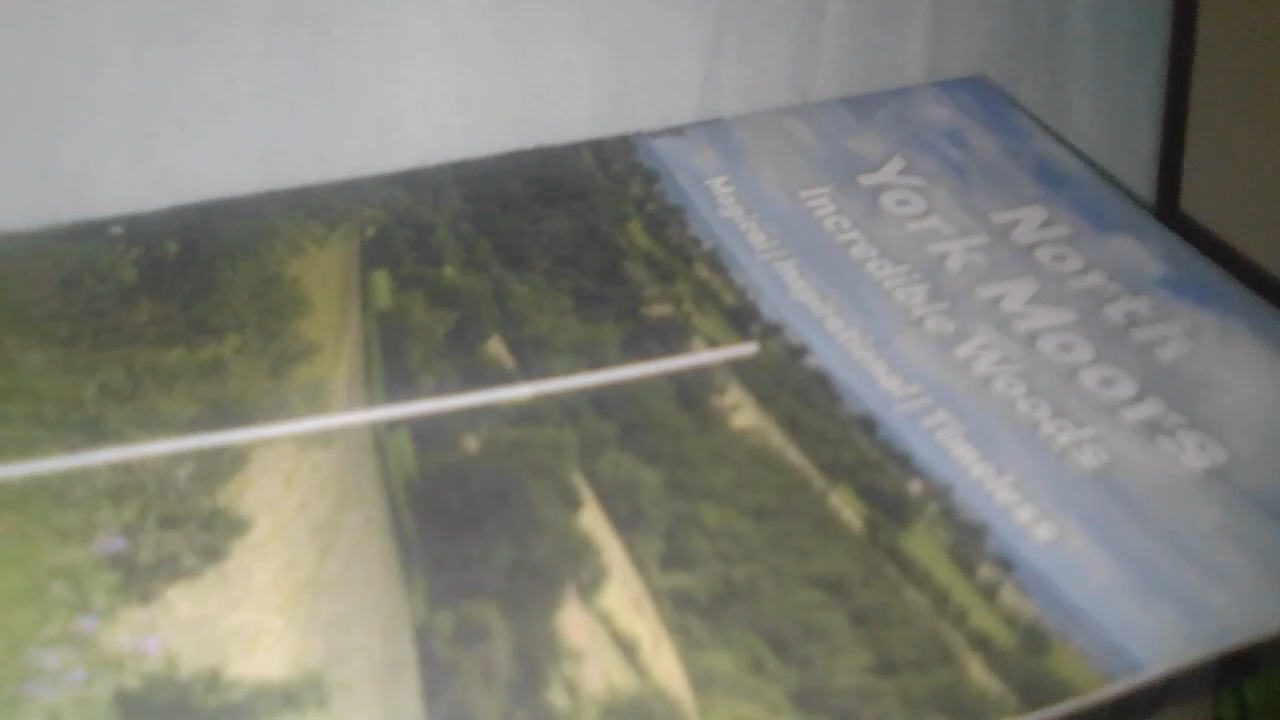 North
York Moors
Incredible Woods
Magical | Inspirational | Timeless